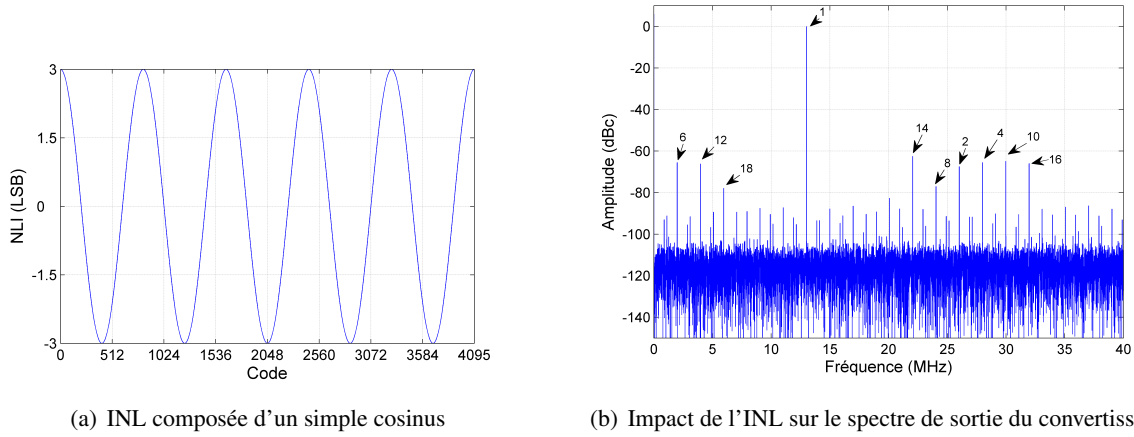 NLI (LSB)
3
1.5
0
-1.5
-3
0 512 1024 1536 2048 2560 3072 3584 4095
Code
Amplitude (dBc)
0
-20
-40
-60
-80
-100
-120
-140
1
6
12
18
14
8
2
4
10
16
0 5 10 15 20 25 30 35 40
Fréquence (MHz)
(a) INL composée d'un simple cosinus
(b) Impact de l'INL sur le spectre de sortie du convertiss